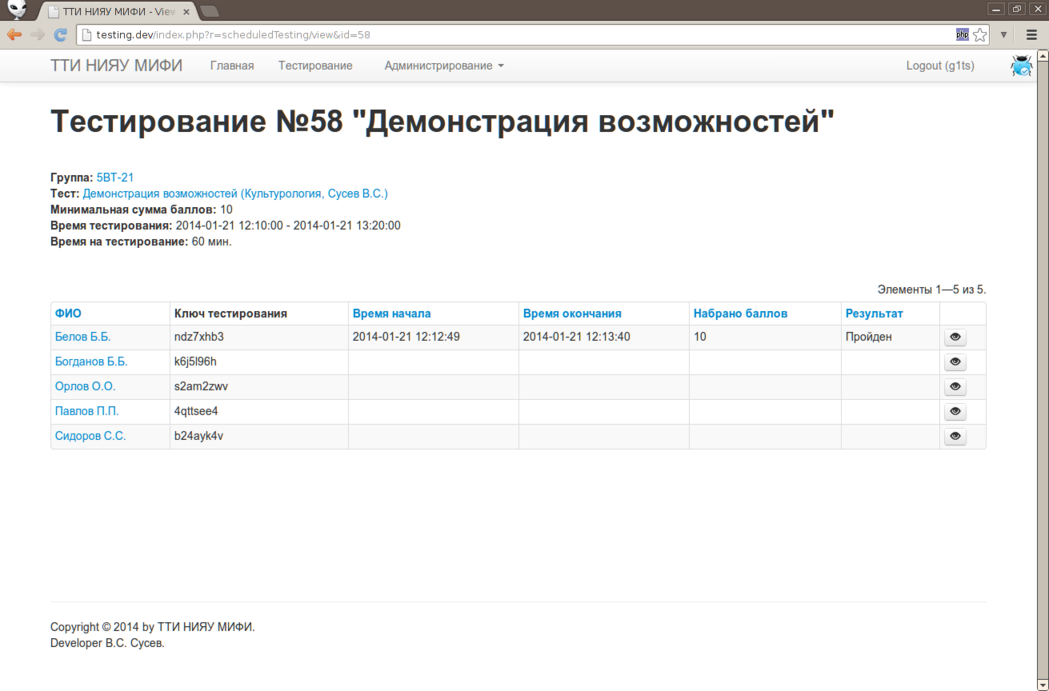 ТТИ НИЯУ МИФИ - View
testing.dev/index.php?r=scheduledTesting/view&id=58
php
ТТИ НИЯУ МИФИ Главная Тестирование Администрирование Logout (g1ts)
Тестирование №58 "Демонстрация возможностей"
Группа: 5ВТ-21
Тест: Демонстрация возможностей (Культурология, Сусев В.С.)
Минимальная сумма баллов: 10
Время тестирования: 2014-01-21 12:10:00 - 2014-01-21 13:20:00
Время на тестирование: 60 мин.
Элементы 1—5 из 5.
ФИО Ключ тестирования Время начала Время окончания Набрано баллов Результат
Белов Б.Б. ndz7xhb3 2014-01-21 12:12:49 2014-01-21 12:13:40 10 Пройден
Богданов Б.Б. k6j5l96h
Орлов О.О. s2am2zwv
Павлов П.П. 4qttsee4
Сидоров С.С. b24ayk4v
Copyright © 2014 by ТТИ НИЯУ МИФИ.
Developer В.С. Сусев.